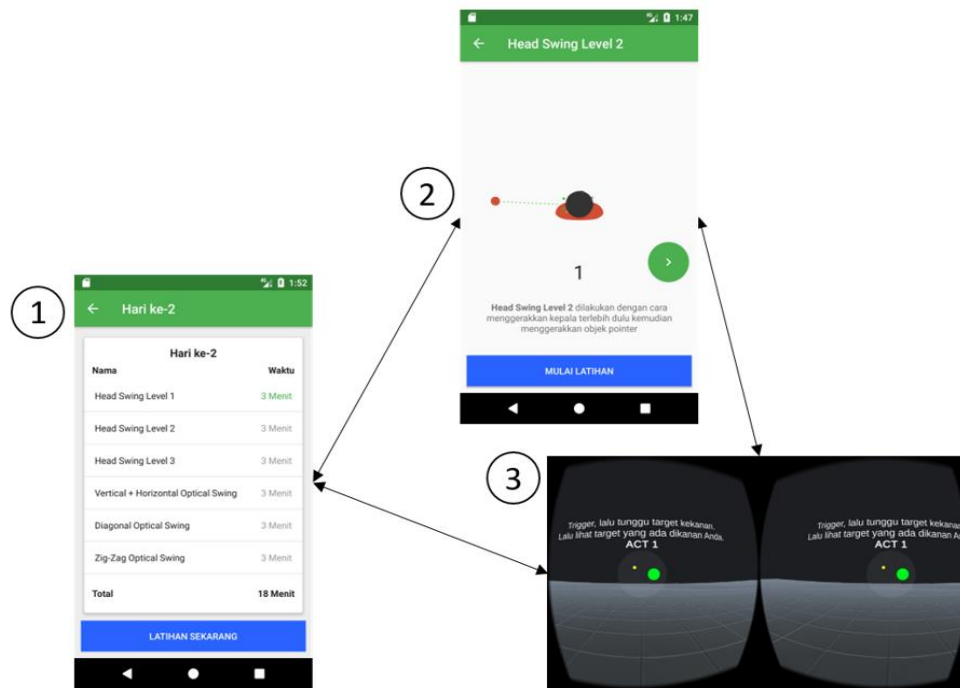 1
1:52
Hari ke-2
Hari ke-2
Nama Waktu
Head Swing Level 1 3 Menit
Head Swing Level 2 3 Menit
Head Swing Level 3 3 Menit
Vertical + Horizontal Optical Swing 3 Menit
Diagonal Optical Swing 3 Menit
Zig-Zag Optical Swing 3 Menit
Total 18 Menit
LATIHAN SEKARANG
2
1:47
Head Swing Level 2
1
Head Swing Level 2 dilakukan dengan cara
menggerakkan kepala terlebih dulu kemudian
menggerakkan objek pointer
MULAI LATIHAN
3
Trigger, lalu tunggu target kekanan.
Lalu lihat target yang ada dikanan Anda.
ACT 1
Trigger, lalu tunggu target kekanan
Lalu lihat target yang ada dikanan A
ACT 1